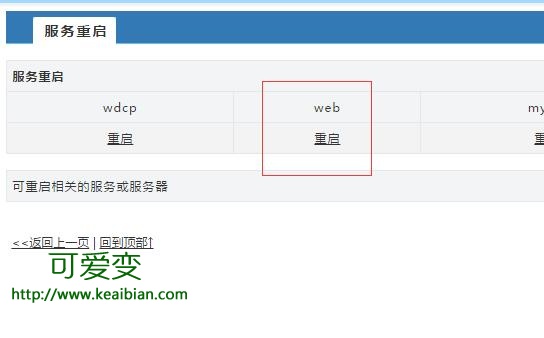 服务重启
服务重启
wdcp web my
重启 重启 重
可重启相关的服务或服务器
<<返回上一页 | 回到顶部↑
可爱变
http://www.keaibian.com